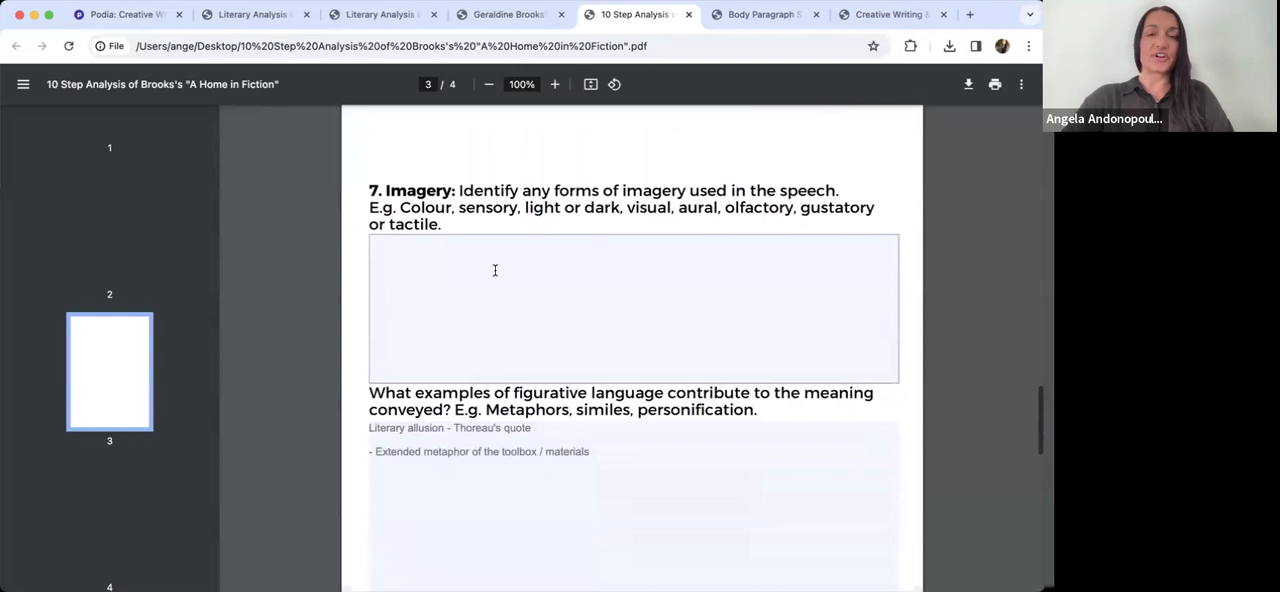 Podia: Creative W
Literary Analysis
Literary Analysis
Geraldine Brooks'
10 Step Analysis o
Body Paragraph S
Creative Writing &
File
/Users/ange/Desktop/10%20Step%20Analysis%20of%20Brooks's%20"A%20Home%20in%20Fiction".pdf
10 Step Analysis of Brooks's "A Home in Fiction"
3 / 4
100%
Angela Andonopoul...
1
2
3
4
7. Imagery: Identify any forms of imagery used in the speech.
E.g. Colour, sensory, light or dark, visual, aural, olfactory, gustatory
or tactile.
What examples of figurative language contribute to the meaning
conveyed? E.g. Metaphors, similes, personification.
Literary allusion - Thoreau's quote
- Extended metaphor of the toolbox / materials